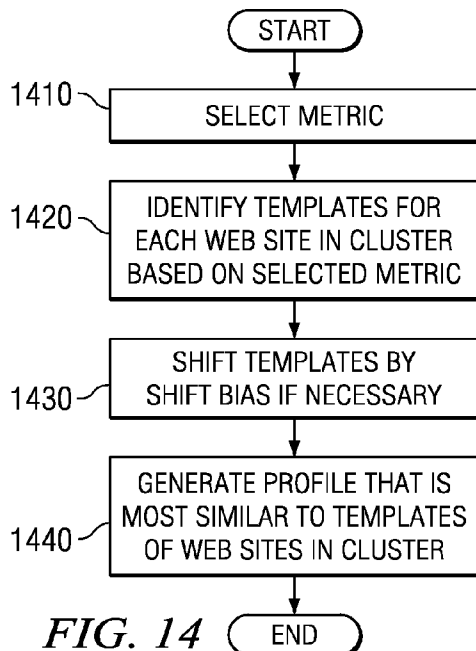 START
1410
SELECT METRIC
1420
IDENTIFY TEMPLATES FOR
EACH WEB SITE IN CLUSTER
BASED ON SELECTED METRIC
1430
SHIFT TEMPLATES BY
SHIFT BIAS IF NECESSARY
1440
GENERATE PROFILE THAT IS
MOST SIMILAR TO TEMPLATES
OF WEB SITES IN CLUSTER
FIG. 14
END